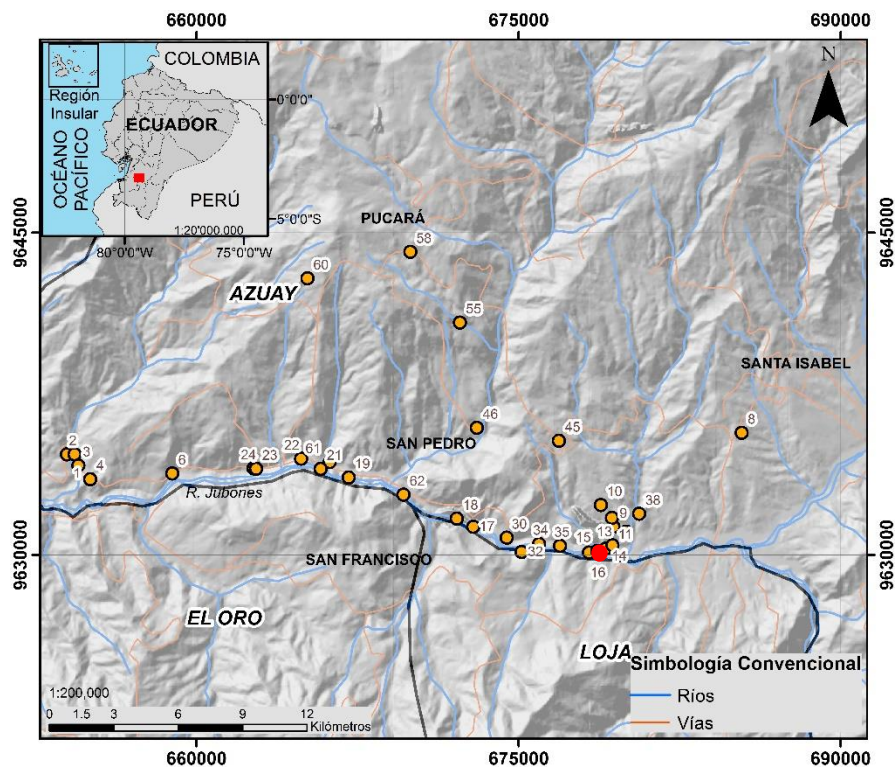 660000
675000
690000
COLOMBIA
Región
Insular
0°0'0"
ECUADOR
OCÉANO
PACÍFICO
PERÚ
5°0'0"S
1:20'000.000
80°0'0"W
75°0'0"W
N
9645000
9645000
PUCARÁ
58
60
AZUAY
55
SANTA ISABEL
8
46
45
SAN PEDRO
2
3
1
4
6
24
23
22
61
21
19
R. Jubones
62
18
17
30
34
32
35
15
10
9
38
11
13
14
16
9630000
9630000
SAN FRANCISCO
EL ORO
LOJA
Simbología Convencional
Ríos
Vías
1:200,000
0 1.5 3 6 9 12
Kilómetros
660000
675000
690000